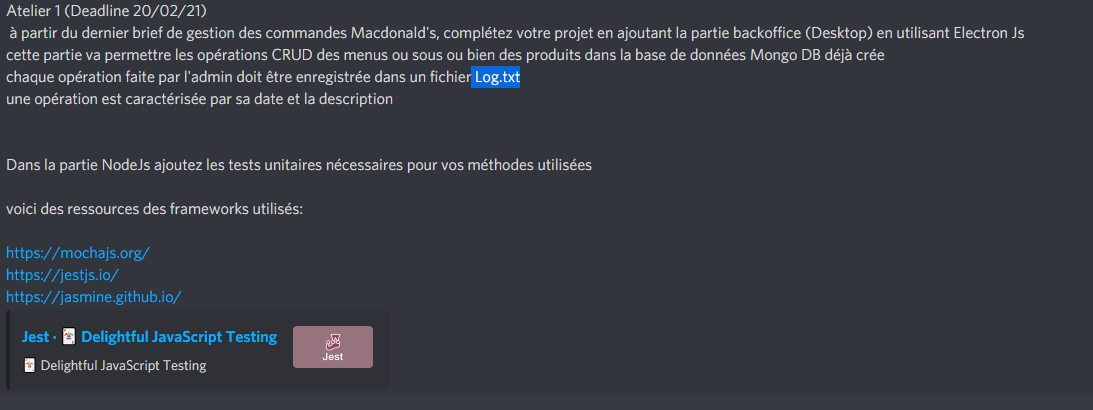 Atelier 1 (Deadline 20/02/21)
à partir du dernier brief de gestion des commandes Macdonald's, complétez votre projet en ajoutant la partie backoffice (Desktop) en utilisant Electron Js
cette partie va permettre les opérations CRUD des menus ou sous ou bien des produits dans la base de données Mongo DB déjà crée
chaque opération faite par l'admin doit être enregistrée dans un fichier Log.txt
une opération est caractérisée par sa date et la description
Dans la partie NodeJs ajoutez les tests unitaires nécessaires pour vos méthodes utilisées
voici des ressources des frameworks utilisés:
https://mochajs.org/
https://jestjs.io/
https://jasmine.github.io/
Jest · 🃏 Delightful JavaScript Testing
🃏 Delightful JavaScript Testing
Jest